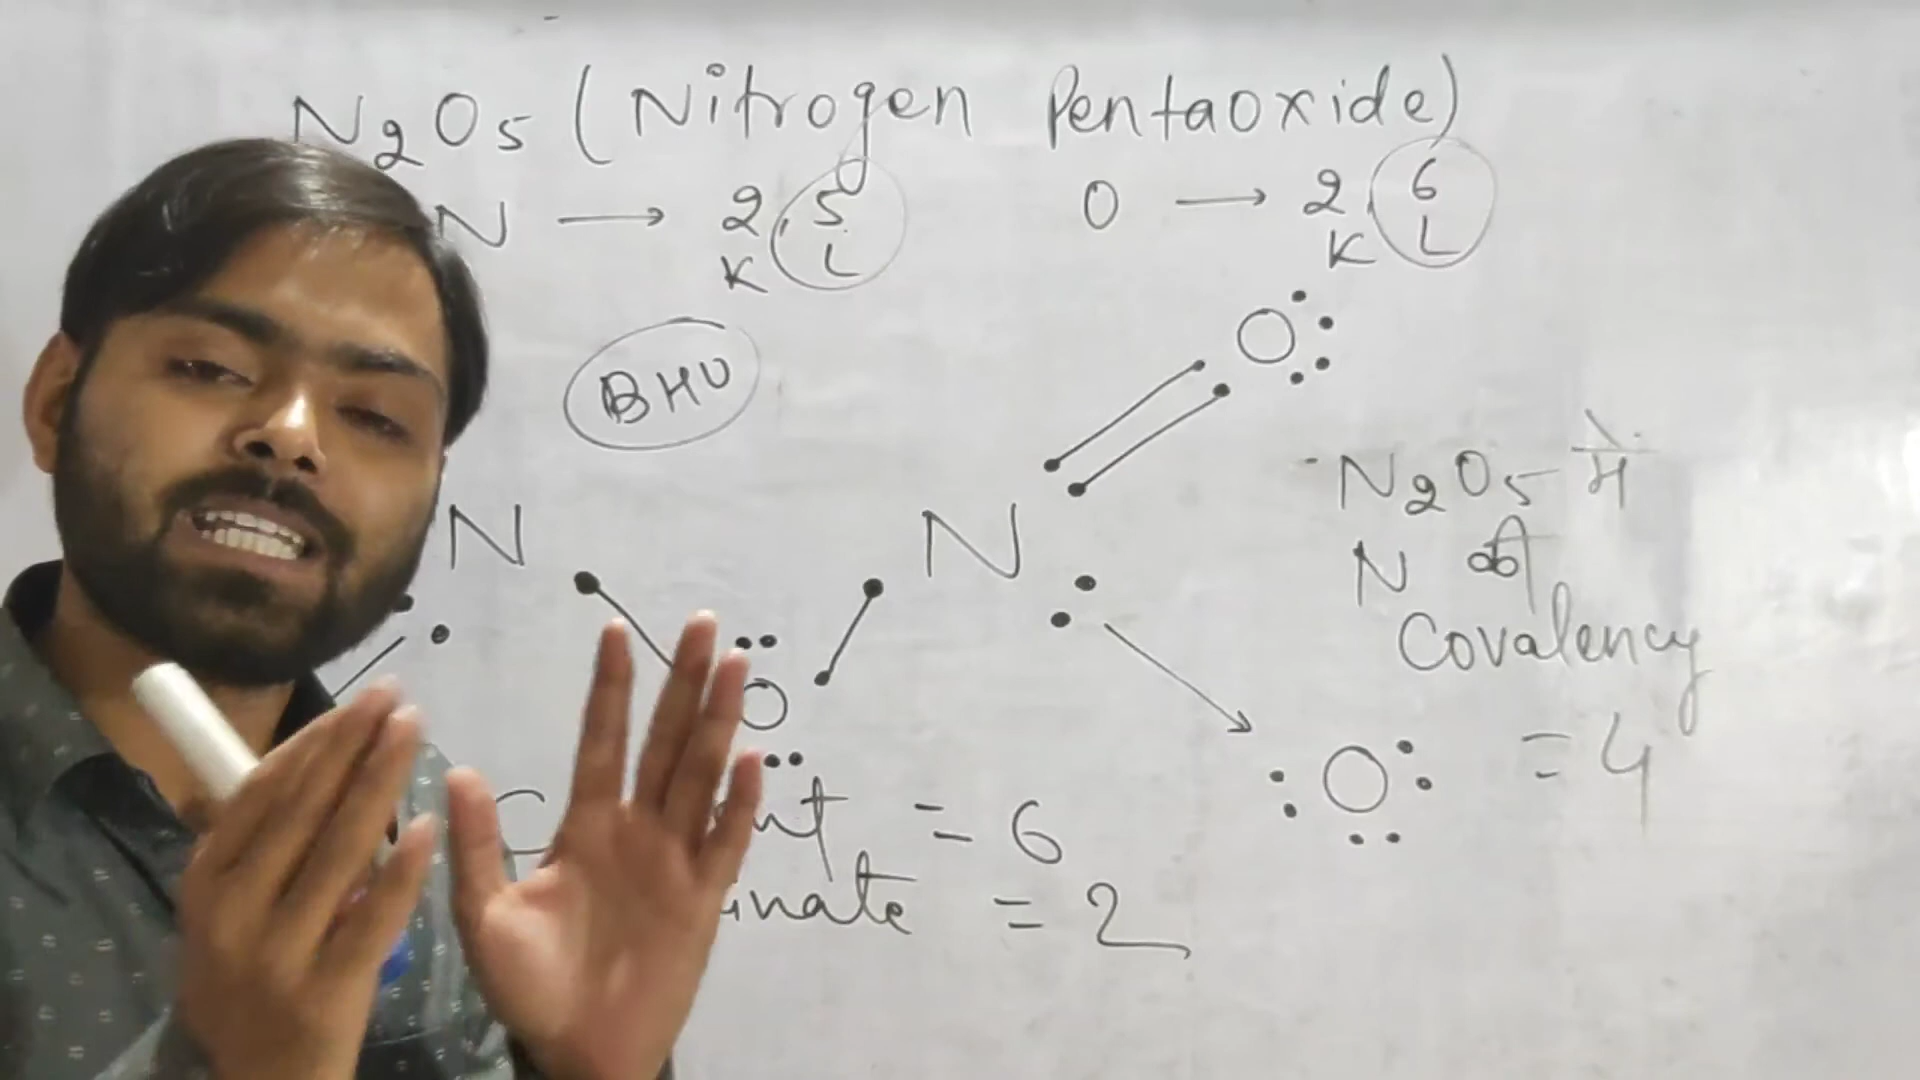 N2O5 (Nitrogen Pentaoxide)
N → 2, 5
K L
O → 2, 6
K L
BHU
O
N N
O
O
N2O5 में
N की
Covalency
= 4
= 6
= 2